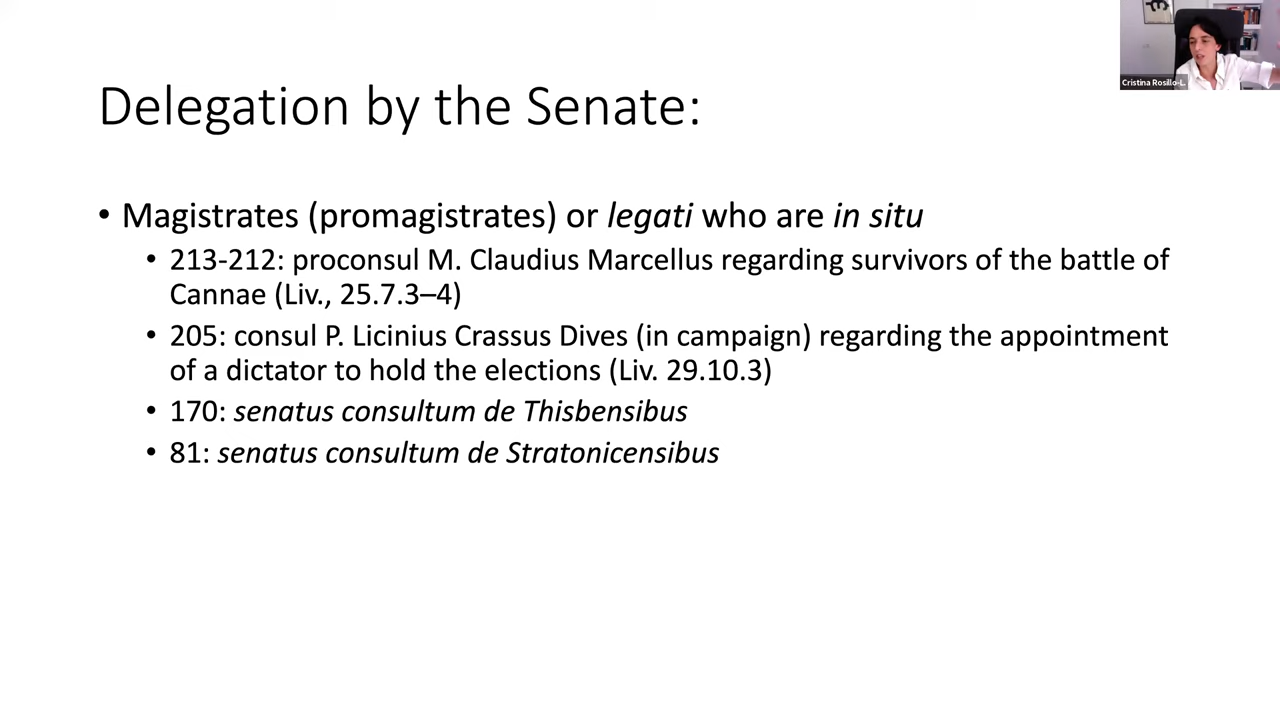 Cristina Rosillo-L.
Delegation by the Senate:
• Magistrates (promagistrates) or legati who are in situ
• 213-212: proconsul M. Claudius Marcellus regarding survivors of the battle of
Cannae (Liv., 25.7.3–4)
• 205: consul P. Licinius Crassus Dives (in campaign) regarding the appointment
of a dictator to hold the elections (Liv. 29.10.3)
• 170: senatus consultum de Thisbensibus
• 81: senatus consultum de Stratonicensibus